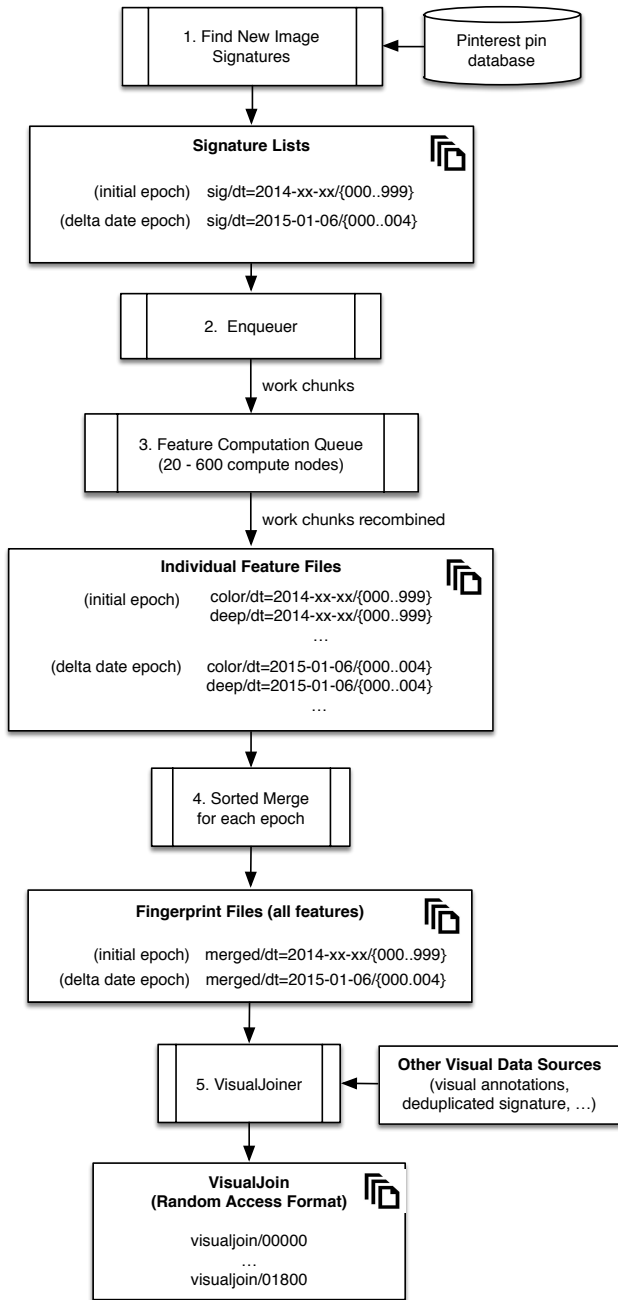 1. Find New Image
Signatures
Pinterest pin
database
Signature Lists
(initial epoch) sig/dt=2014-xx-xx/{000..999}
(delta date epoch) sig/dt=2015-01-06/{000..004}
2. Enqueuer
work chunks
3. Feature Computation Queue
(20 - 600 compute nodes)
work chunks recombined
Individual Feature Files
(initial epoch) color/dt=2014-xx-xx/{000..999}
deep/dt=2014-xx-xx/{000..999}
…
(delta date epoch) color/dt=2015-01-06/{000..004}
deep/dt=2015-01-06/{000..004}
…
4. Sorted Merge
for each epoch
Fingerprint Files (all features)
(initial epoch) merged/dt=2014-xx-xx/{000..999}
(delta date epoch) merged/dt=2015-01-06/{000.004}
5. VisualJoiner
Other Visual Data Sources
(visual annotations,
deduplicated signature, …)
VisualJoin
(Random Access Format)
visualjoin/00000
…
visualjoin/01800